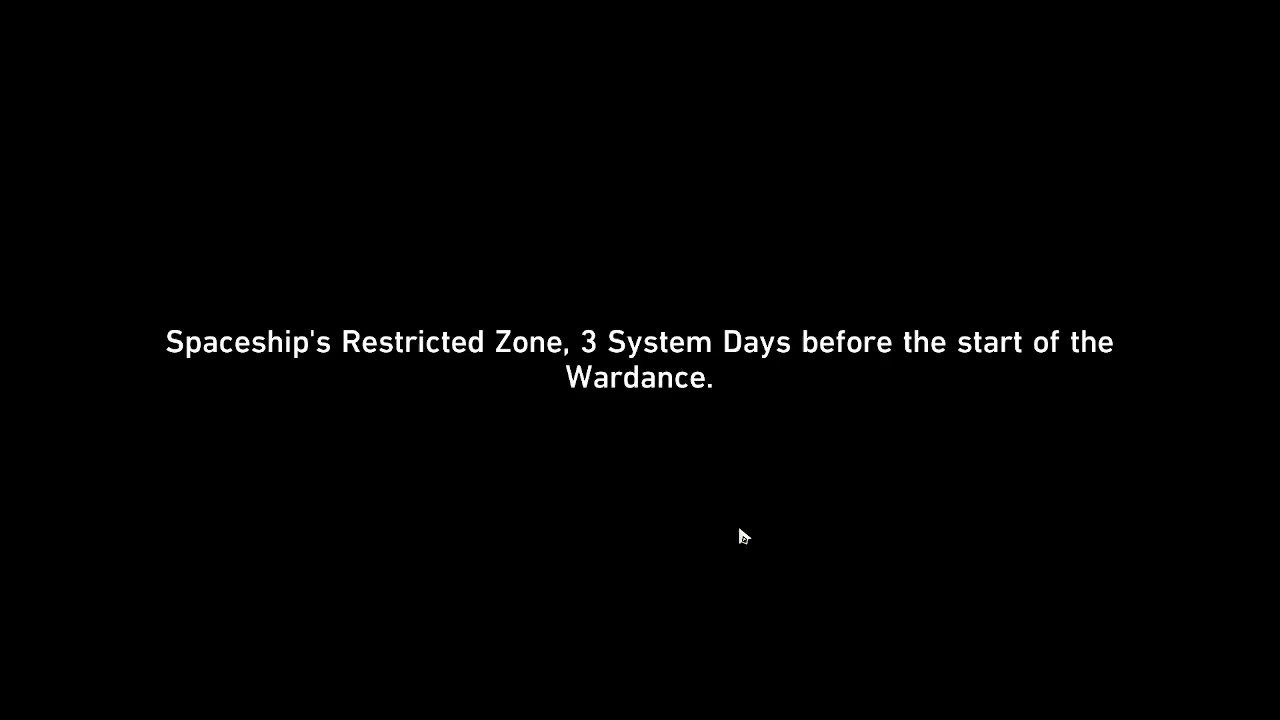 Spaceship's Restricted Zone, 3 System Days before the start of the
Wardance.